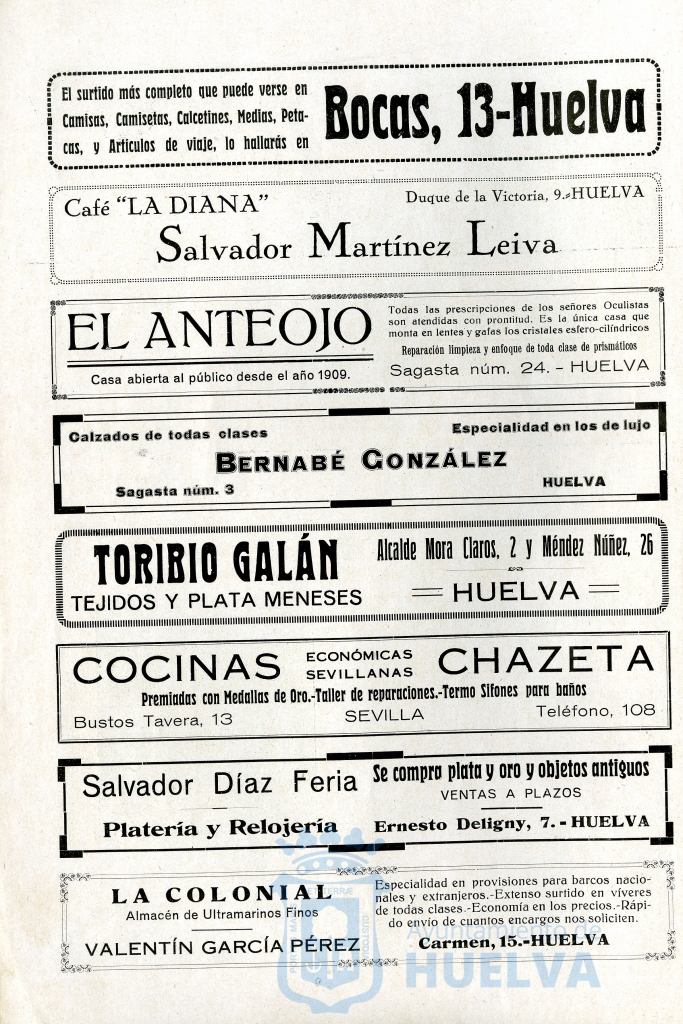 El surtido más completo que puede verse en
Camisas, Camisetas, Calcetines, Medias, Peta-
cas, y Artículos de viaje, lo hallarás en
Bocas, 13-Huelva
Café "LA DIANA"
Duque de la Victoria, 9.-HUELVA
Salvador Martínez Leiva
EL ANTEOJO
Casa abierta al público desde el año 1909.
Todas las prescripciones de los señores Oculistas
son atendidas con prontitud. Es la única casa que
monta en lentes y gafas los cristales esfero-cilíndricos
Reparación limpieza y enfoque de toda clase de prismáticos
Sagasta núm. 24. - HUELVA
Calzados de todas clases
Especialidad en los de lujo
BERNABÉ GONZÁLEZ
Sagasta núm. 3
HUELVA
TORIBIO GALÁN
TEJIDOS Y PLATA MENESES
Alcalde Mora Claros, 2 y Méndez Núñez, 26
HUELVA
COCINAS ECONÓMICAS SEVILLANAS CHAZETA
Premiadas con Medallas de Oro.-Taller de reparaciones.-Termo Sifones para baños
Bustos Tavera, 13 SEVILLA Teléfono, 108
Salvador Díaz Feria
Platería y Relojería
Se compra plata y oro y objetos antiguos
VENTAS A PLAZOS
Ernesto Deligny, 7. - HUELVA
LA COLONIAL
Almacén de Ultramarinos Finos
VALENTÍN GARCÍA PÉREZ
Especialidad en provisiones para barcos nacio-
nales y extranjeros.-Extenso surtido en víveres
de todas clases.-Economía en los precios.-Rápi-
do envío de cuantos encargos nos soliciten.
Carmen, 15.-HUELVA
Ayuntamiento de
HUELVA